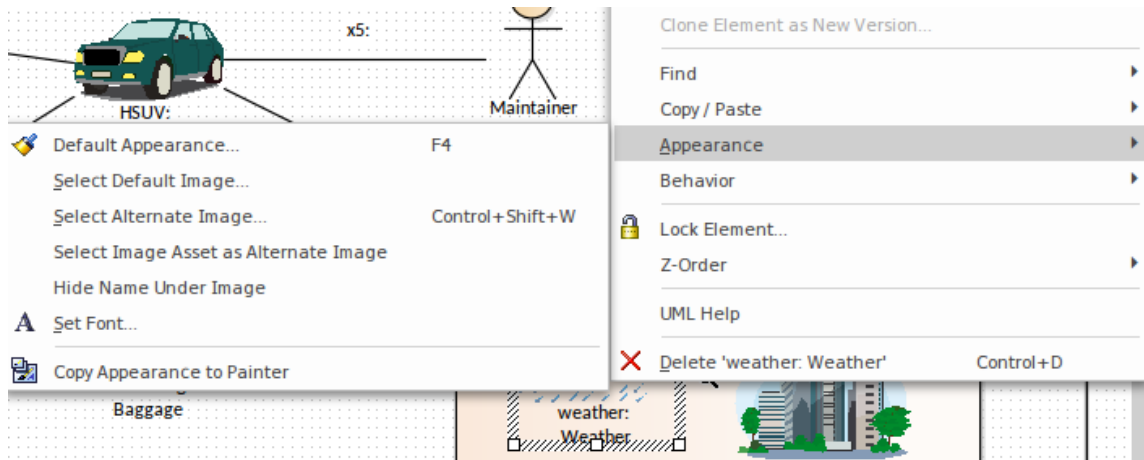 x5:
HSUV:
Maintainer
Default Appearance... F4
Select Default Image...
Select Alternate Image... Control+Shift+W
Select Image Asset as Alternate Image
Hide Name Under Image
Set Font...
Copy Appearance to Painter
Clone Element as New Version...
Find
Copy / Paste
Appearance
Behavior
Lock Element...
Z-Order
UML Help
Delete 'weather: Weather' Control+D
Baggage
weather:
Weather